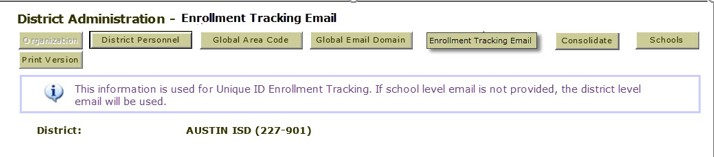 District Administration - Enrollment Tracking Email
Organization District Personnel Global Area Code Global Email Domain Enrollment Tracking Email Consolidate Schools
Print Version
This information is used for Unique ID Enrollment Tracking. If school level email is not provided, the district level
email will be used.
District: AUSTIN ISD (227-901)